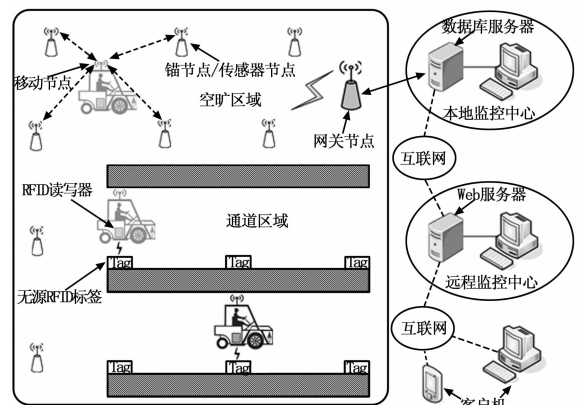 数据库服务器
锚节点/传感器节点
移动节点
空旷区域
本地监控中心
网关节点
互联网
RFID读写器
Web服务器
通道区域
Tag
Tag
Tag
远程监控中心
无源RFID标签
互联网
Tag
Tag
Tag
客户机